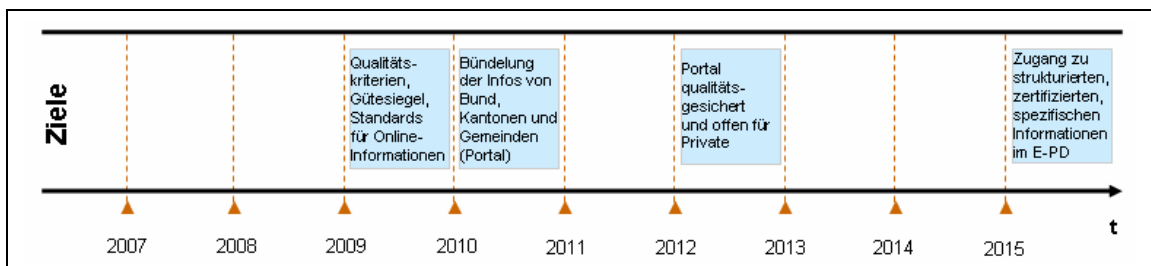 Ziele
Qualitäts-
kriterien,
Gütesiegel,
Standards
für Online-
Informationen
Bündelung
der Infos von
Bund,
Kantonen und
Gemeinden
(Portal)
Portal
qualitäts-
gesichert
und offen für
Private
Zugang zu
strukturierten,
zertifizierten,
spezifischen
Informationen
im E-PD
t
2007 2008 2009 2010 2011 2012 2013 2014 2015